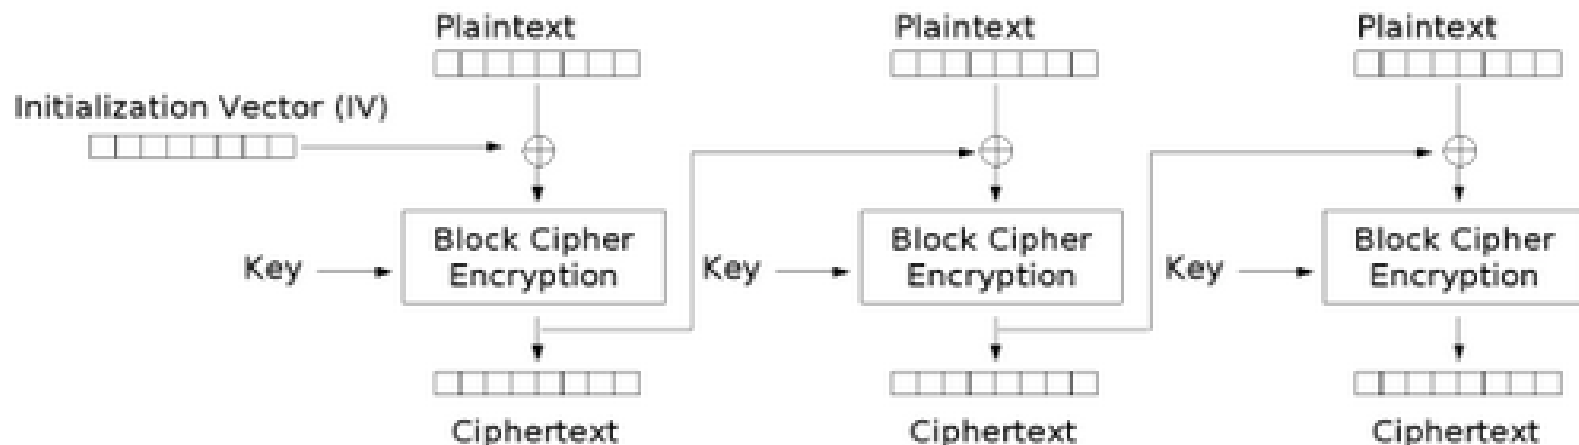 Plaintext
Plaintext
Plaintext
Initialization Vector (IV)
Key
Block Cipher
Encryption
Key
Block Cipher
Encryption
Key
Block Cipher
Encryption
Ciphertext
Ciphertext
Ciphertext